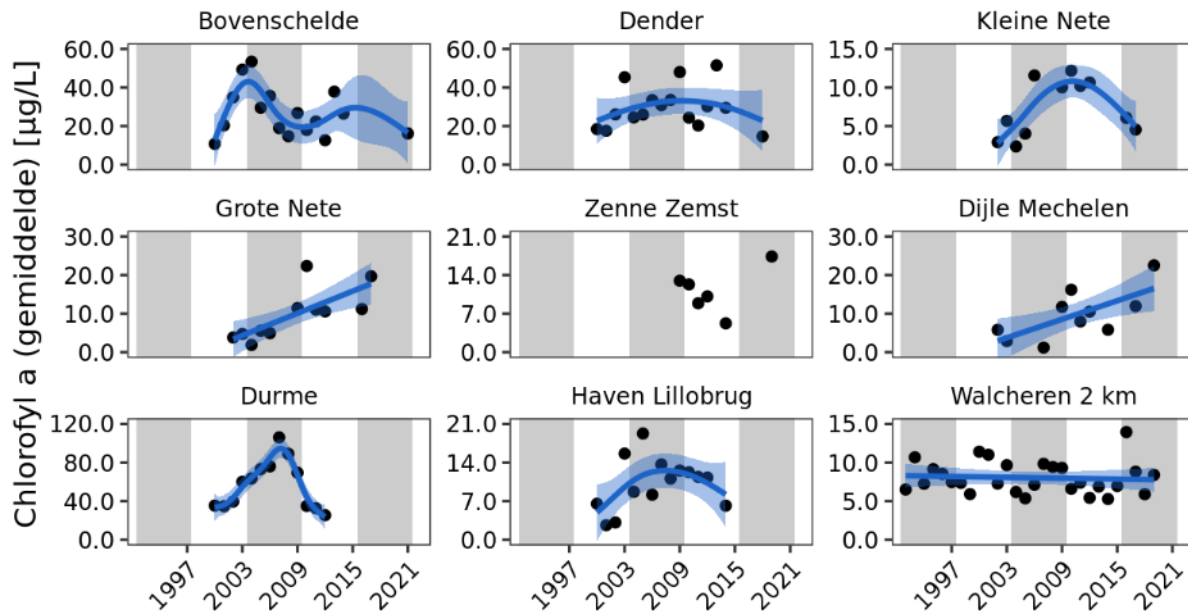 Chlorofyl a (gemiddelde) [µg/L]
Bovenschelde
60.0
40.0
20.0
0.0
Dender
60.0
40.0
20.0
0.0
Kleine Nete
15.0
10.0
5.0
0.0
Grote Nete
30.0
20.0
10.0
0.0
Zenne Zemst
21.0
14.0
7.0
0.0
Dijle Mechelen
30.0
20.0
10.0
0.0
Durme
120.0
80.0
40.0
0.0
1997 2003 2009 2015 2021
Haven Lillobrug
21.0
14.0
7.0
0.0
1997 2003 2009 2015 2021
Walcheren 2 km
15.0
10.0
5.0
0.0
1997 2003 2009 2015 2021